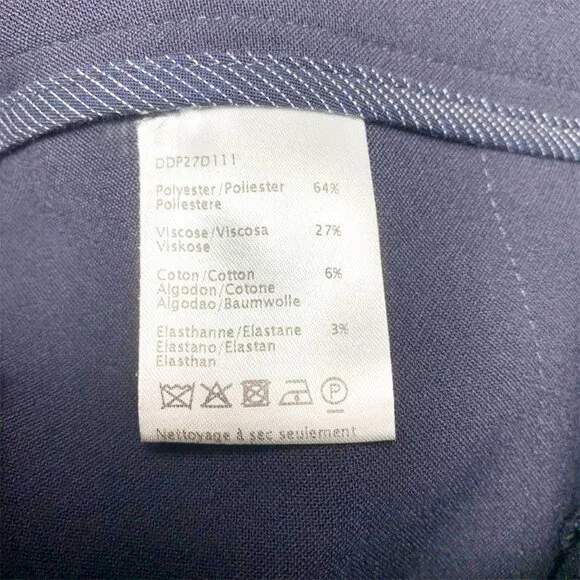 DDP27D111
Polyester/Poliester 64%
Poliestere
Viscose/Viscosa 27%
Viskose
Coton/Cotton 6%
Algodon/Cotone
Algodao/Baumwolle
Elasthanne/Elastane 3%
Elastano/Elastan
Elasthan
P
Nettoyage à sec seulement